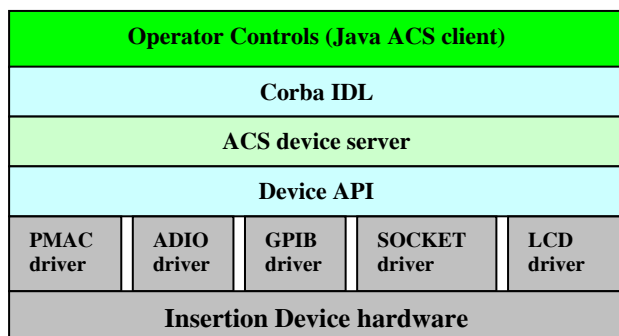 Operator Controls (Java ACS client)
Corba IDL
ACS device server
Device API
PMAC
driver
ADIO
driver
GPIB
driver
SOCKET
driver
LCD
driver
Insertion Device hardware